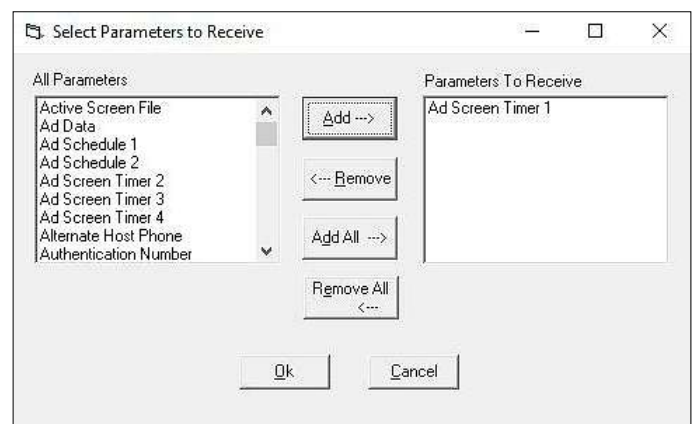 Select Parameters to Receive
All Parameters
Active Screen File
Ad Data
Ad Schedule 1
Ad Schedule 2
Ad Screen Timer 2
Ad Screen Timer 3
Ad Screen Timer 4
Alternate Host Phone
Authentication Number
Add --->
<--- Remove
Add All --->
Remove All
<---
Parameters To Receive
Ad Screen Timer 1
Ok
Cancel